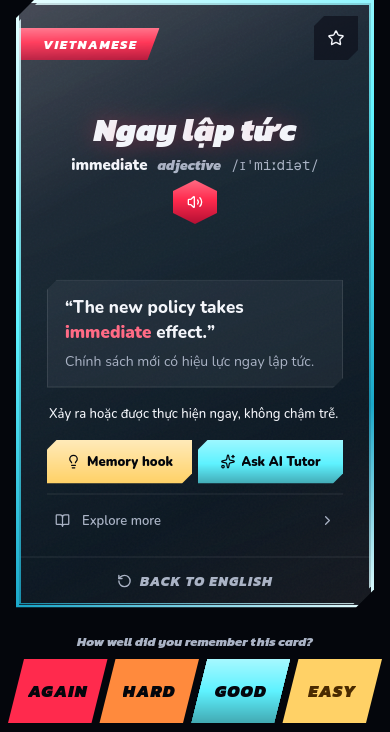 VIETNAMESE
Ngay lập tức
immediate adjective /ɪˈmiːdiət/
“The new policy takes
immediate effect.”
Chính sách mới có hiệu lực ngay lập tức.
Xảy ra hoặc được thực hiện ngay, không chậm trễ.
Memory hook
Ask AI Tutor
Explore more
BACK TO ENGLISH
How well did you remember this card?
AGAIN HARD GOOD EASY